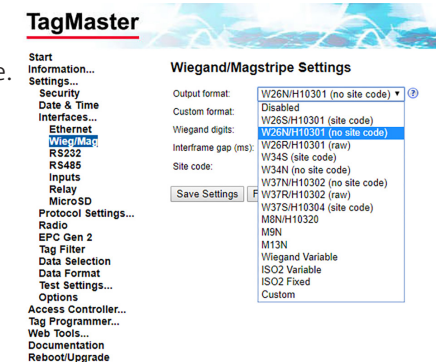 TagMaster
e.
Start
Information...
Settings...
Security
Date & Time
Interfaces...
Ethernet
Wieg/Mag
RS232
RS485
Inputs
Relay
MicroSD
Protocol Settings...
Radio
EPC Gen 2
Tag Filter
Data Selection
Data Format
Test Settings...
Options
Access Controller...
Tag Programmer...
Web Tools...
Documentation
Reboot/Upgrade
Wiegand/Magstripe Settings
Output format: W26N/H10301 (no site code)
Custom format:
Wiegand digits:
Interframe gap (ms):
Site code:
Save Settings F
Disabled
W26S/H10301 (site code)
W26N/H10301 (no site code)
W26R/H10301 (raw)
W34S (site code)
W34N (no site code)
W37N/H10302 (no site code)
W37R/H10302 (raw)
W37S/H10304 (site code)
M8N/H10320
M9N
M13N
Wiegand Variable
ISO2 Variable
ISO2 Fixed
Custom